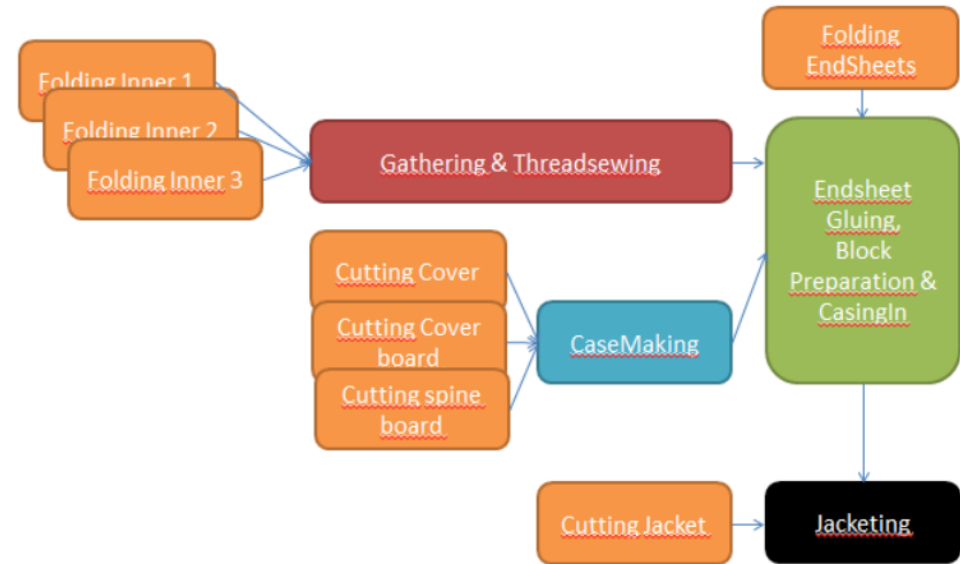 Folding
EndSheets
Folding Inner 1
Folding Inner 2
Folding Inner 3
Gathering & Threadsewing
Endsheet
Gluing,
Block
Preparation &
CasingIn
Cutting Cover
Cutting Cover
board
Cutting spine
board
CaseMaking
Cutting Jacket
Jacketing